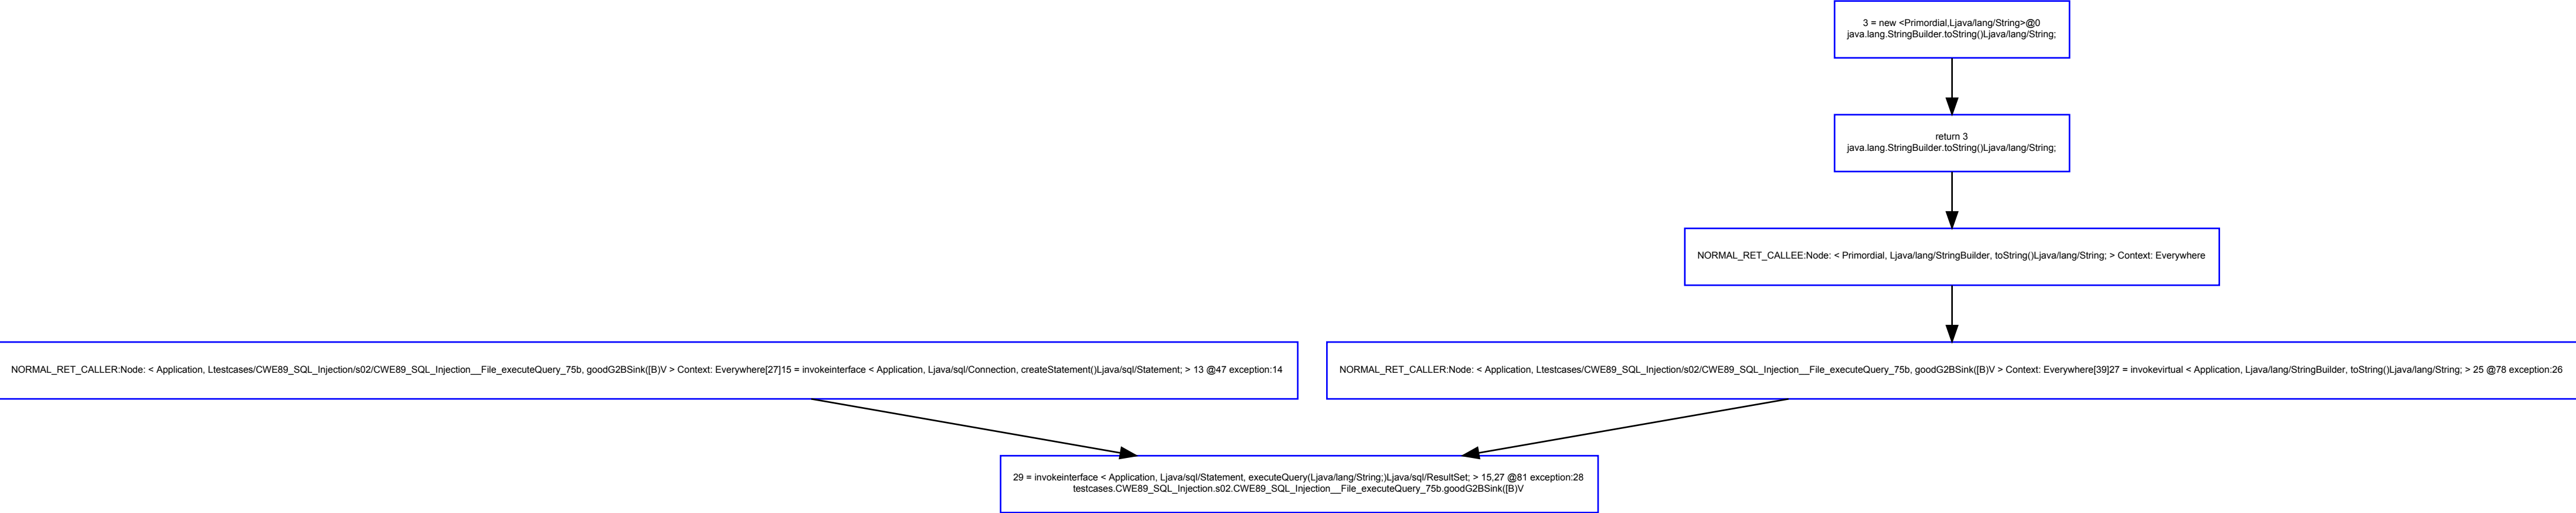 3 = new <Primordial,Ljava/lang/String>@0
java.lang.StringBuilder.toString()Ljava/lang/String;
return 3
java.lang.StringBuilder.toString()Ljava/lang/String;
NORMAL_RET_CALLEE:Node: < Primordial, Ljava/lang/StringBuilder, toString()Ljava/lang/String; > Context: Everywhere
NORMAL_RET_CALLER:Node: < Application, Ltestcases/CWE89_SQL_Injection/s02/CWE89_SQL_Injection__File_executeQuery_75b, goodG2BSink([B)V > Context: Everywhere[27]15 = invokeinterface < Application, Ljava/sql/Connection, createStatement()Ljava/sql/Statement; > 13 @47 exception:14
NORMAL_RET_CALLER:Node: < Application, Ltestcases/CWE89_SQL_Injection/s02/CWE89_SQL_Injection__File_executeQuery_75b, goodG2BSink([B)V > Context: Everywhere[39]27 = invokevirtual < Application, Ljava/lang/StringBuilder, toString()Ljava/lang/String; > 25 @78 exception:26
29 = invokeinterface < Application, Ljava/sql/Statement, executeQuery(Ljava/lang/String;)Ljava/sql/ResultSet; > 15,27 @81 exception:28
testcases.CWE89_SQL_Injection.s02.CWE89_SQL_Injection__File_executeQuery_75b.goodG2BSink([B)V